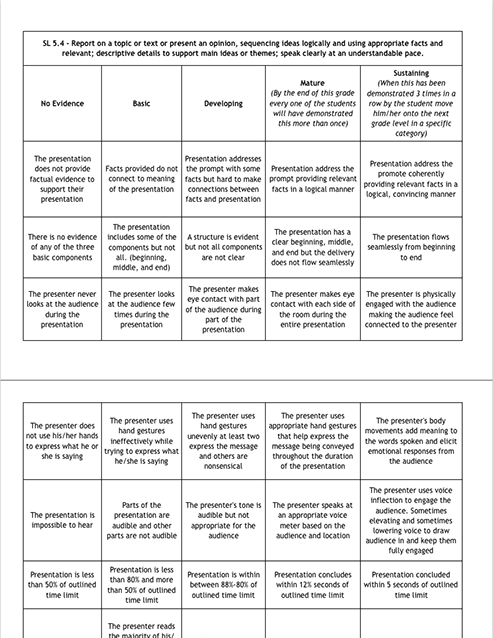 SL 5.4 - Report on a topic or text or present an opinion, sequencing ideas logically and using appropriate facts and
relevant; descriptive details to support main ideas or themes; speak clearly at an understandable pace.
No Evidence
Basic
Developing
Mature
(By the end of this grade
every one of the students
will have demonstrated
this more than once)
Sustaining
(When this has been
demonstrated 3 times in a
row by the student move
him/her onto the next
grade level in a specific
category)
The presentation
does not provide
factual evidence to
support their
presentation
Facts provided do not
connect to meaning
of the presentation
Presentation addresses
the prompt with some
facts but hard to make
connections between
facts and presentation
Presentation address the
prompt providing relevant
facts in a logical manner
Presentation address the
promote coherently
providing relevant facts in a
logical, convincing manner
There is no evidence
of any of the three
basic components
The presentation
includes some of the
components but not
all. (beginning,
middle, and end)
A structure is evident
but not all components
are not clear
The presentation has a
clear beginning, middle,
and end but the delivery
does not flow seamlessly
The presentation flows
seamlessly from beginning
to end
The presenter never
looks at the audience
during the
presentation
The presenter looks
at the audience few
times during the
presentation
The presenter makes
eye contact with part
of the audience during
part of the
presentation
The presenter makes eye
contact with each side of
the room during the
entire presentation
The presenter is physically
engaged with the audience
making the audience feel
connected to the presenter
The presenter does
not use his/her hands
to express what he or
she is saying
The presenter uses
hand gestures
ineffectively while
trying to express what
he/she is saying
The presenter uses
hand gestures
unevenly at least two
express the message
and others are
nonsensical
The presenter uses
appropriate hand gestures
that help express the
message being conveyed
throughout the duration
of the presentation
The presenter's body
movements add meaning to
the words spoken and elicit
emotional responses from
the audience
The presentation is
impossible to hear
Parts of the
presentation are
audible and other
parts are not audible
The presenter's tone is
audible but not
appropriate for the
audience
The presenter speaks at
an appropriate voice
meter based on the
audience and location
The presenter uses voice
inflection to engage the
audience. Sometimes
elevating and sometimes
lowering voice to draw
audience in and keep them
fully engaged
Presentation is less
than 50% of outlined
time limit
Presentation is less
than 80% and more
than 50% of outlined
time limit
Presentation is within
between 88%-80% of
outlined time limit
Presentation concludes
within 12% seconds of
outlined time limit
Presentation concluded
within 5 seconds of outlined
time limit
The presenter reads
the majority of his/